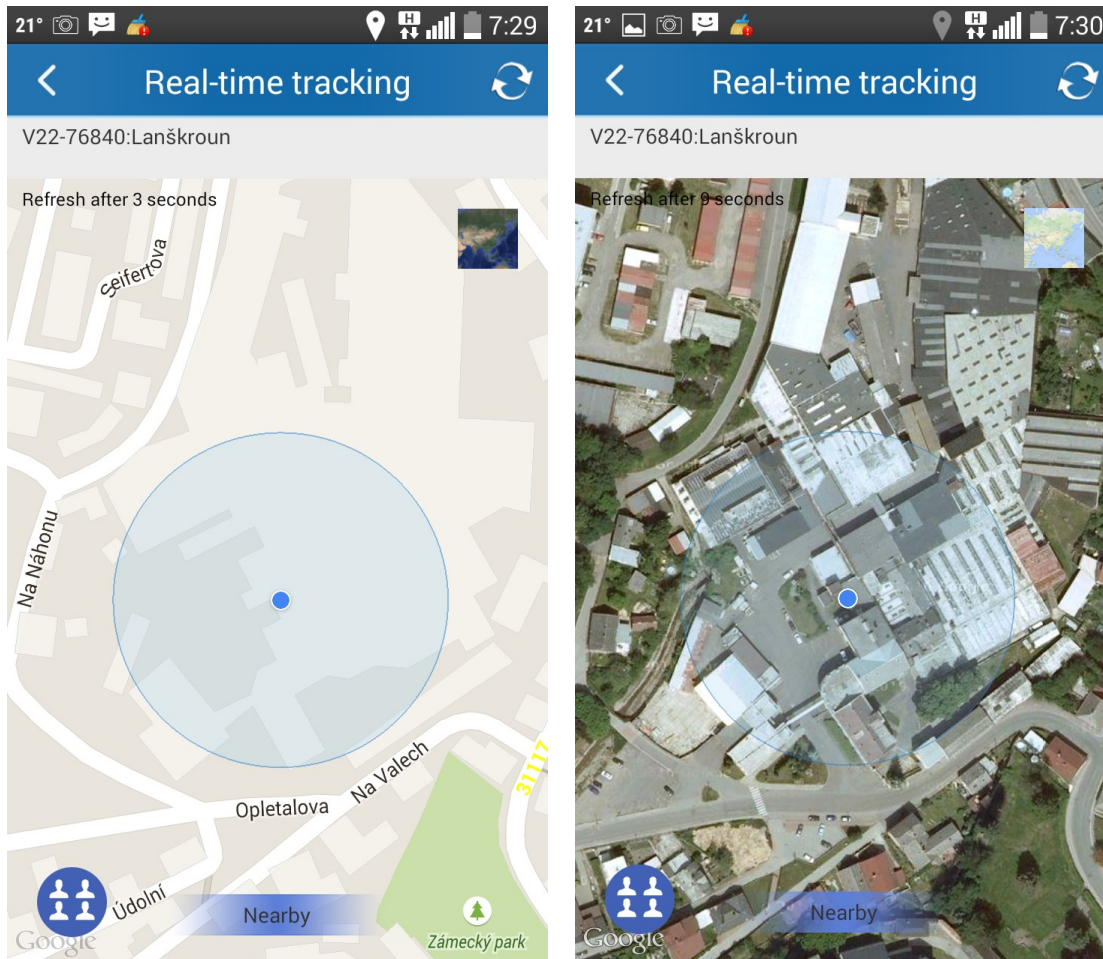 21°
H
7:29
Real-time tracking
V22-76840:Lanškroun
Refresh after 3 seconds
Seifertova
Na Náhonu
Na Valech
31117
Opletalova
Údolní
Nearby
Google
Zámecký park
21°
H
7:30
Real-time tracking
V22-76840:Lanškroun
Refresh after 9 seconds
Nearby
Google